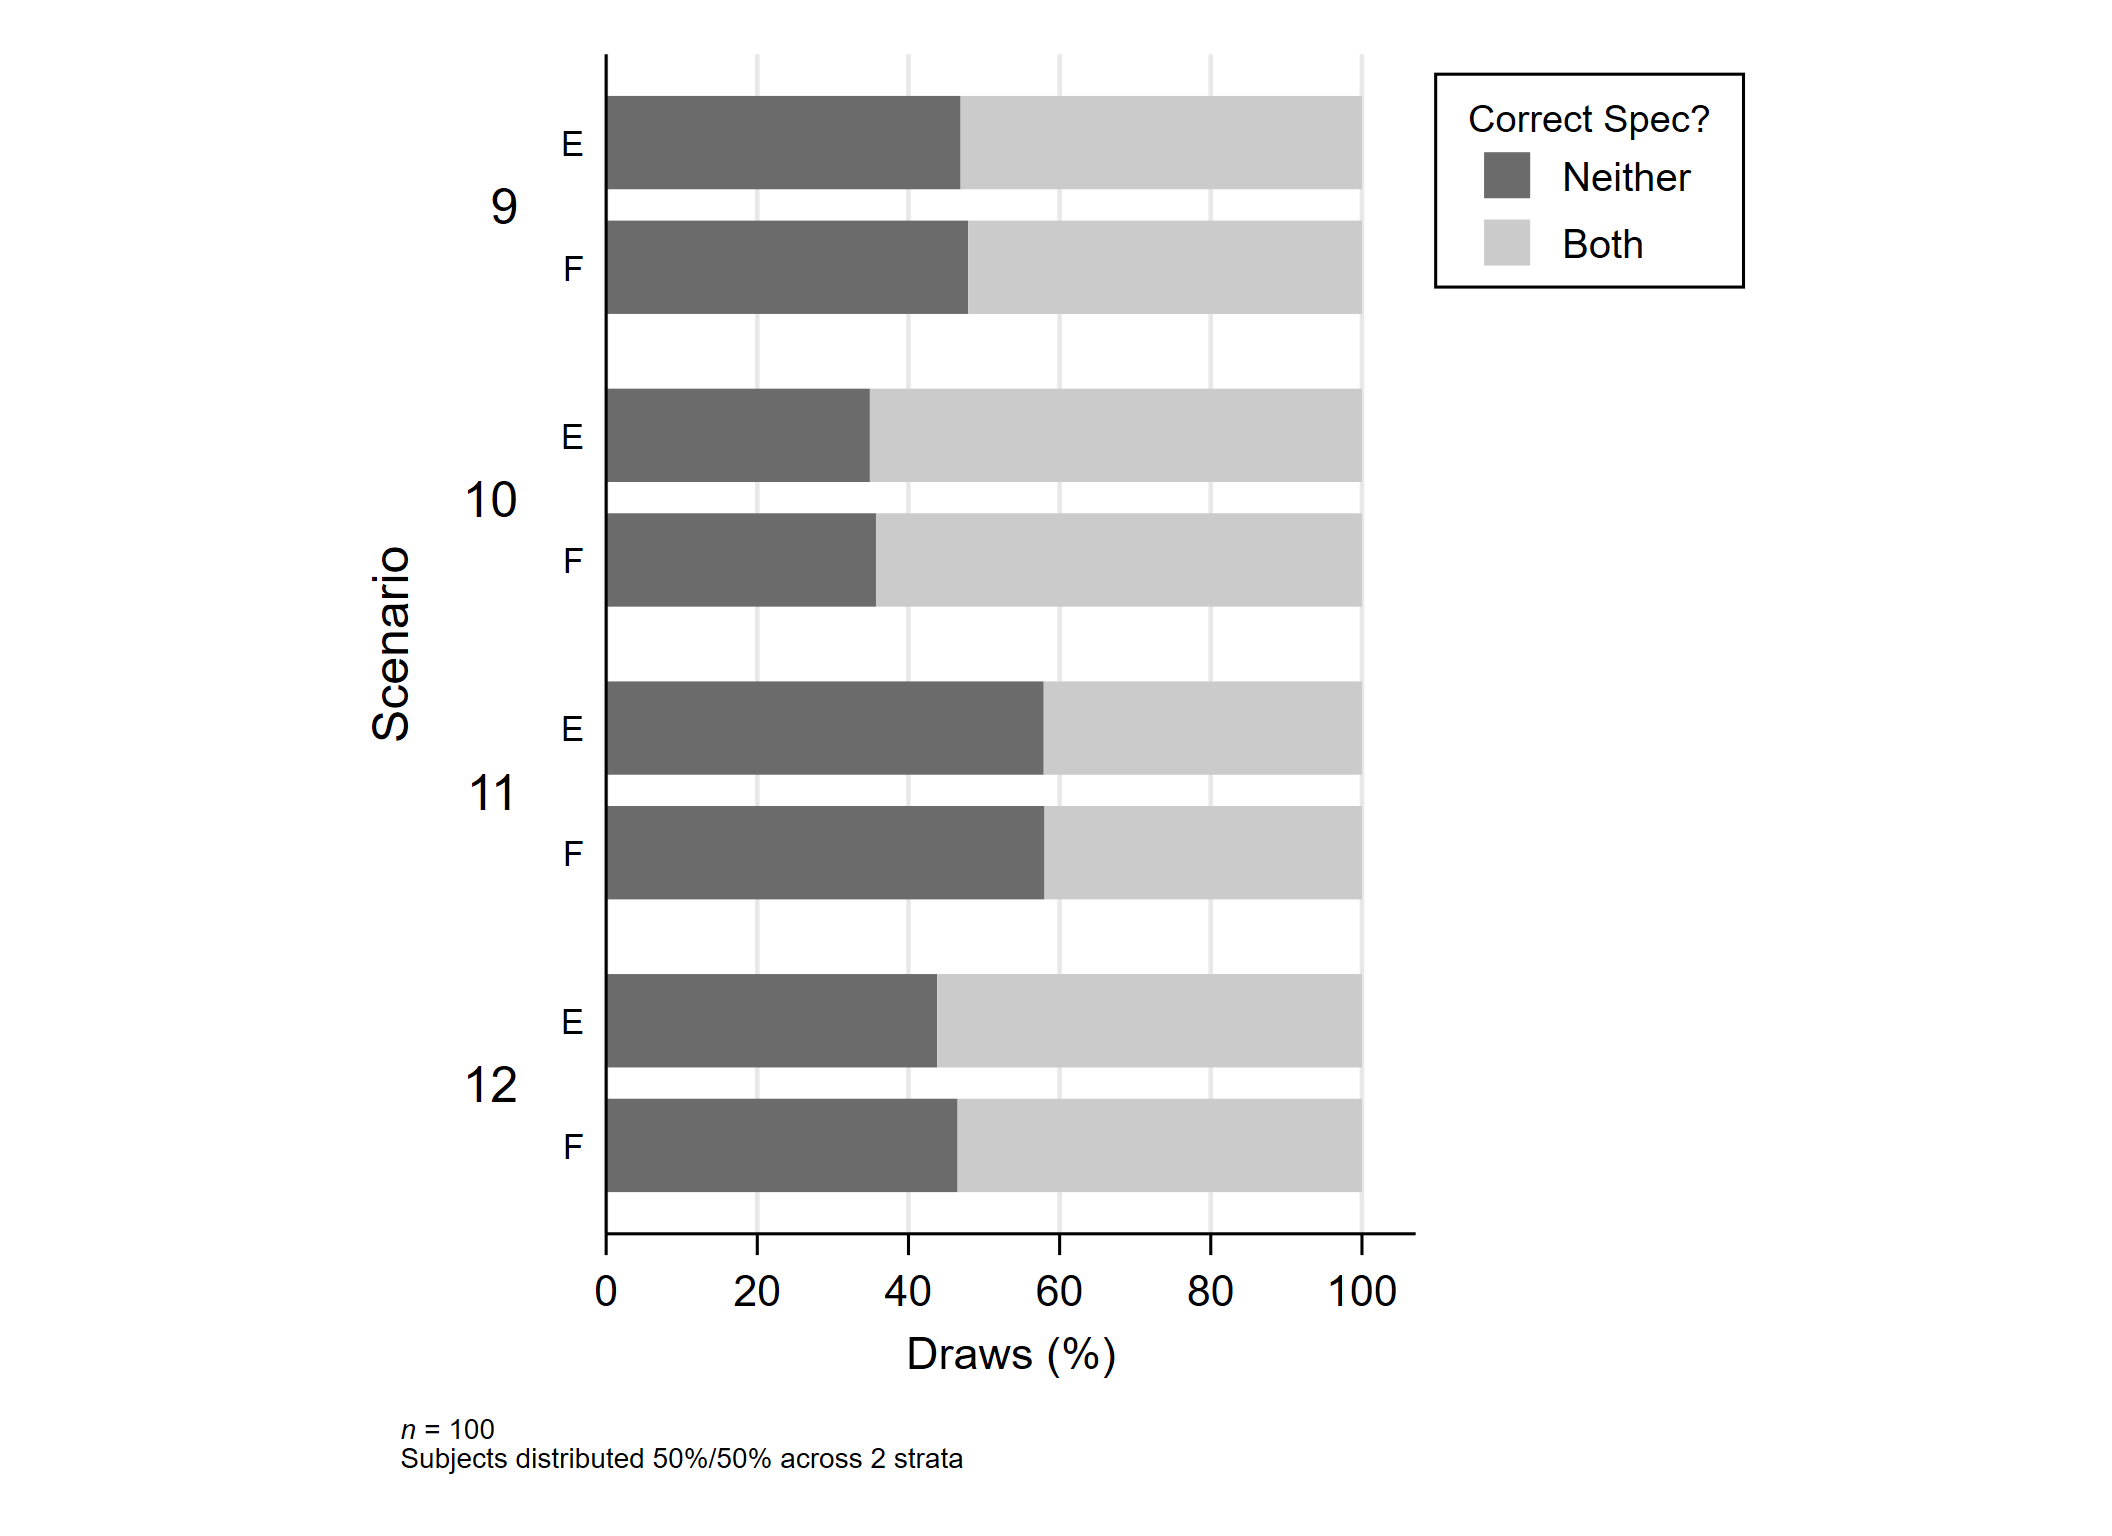 Correct Spec?
Neither
Both
Scenario
9
E
F
10
E
F
11
E
F
12
E
F
0 20 40 60 80 100
Draws (%)
n = 100
Subjects distributed 50%/50% across 2 strata